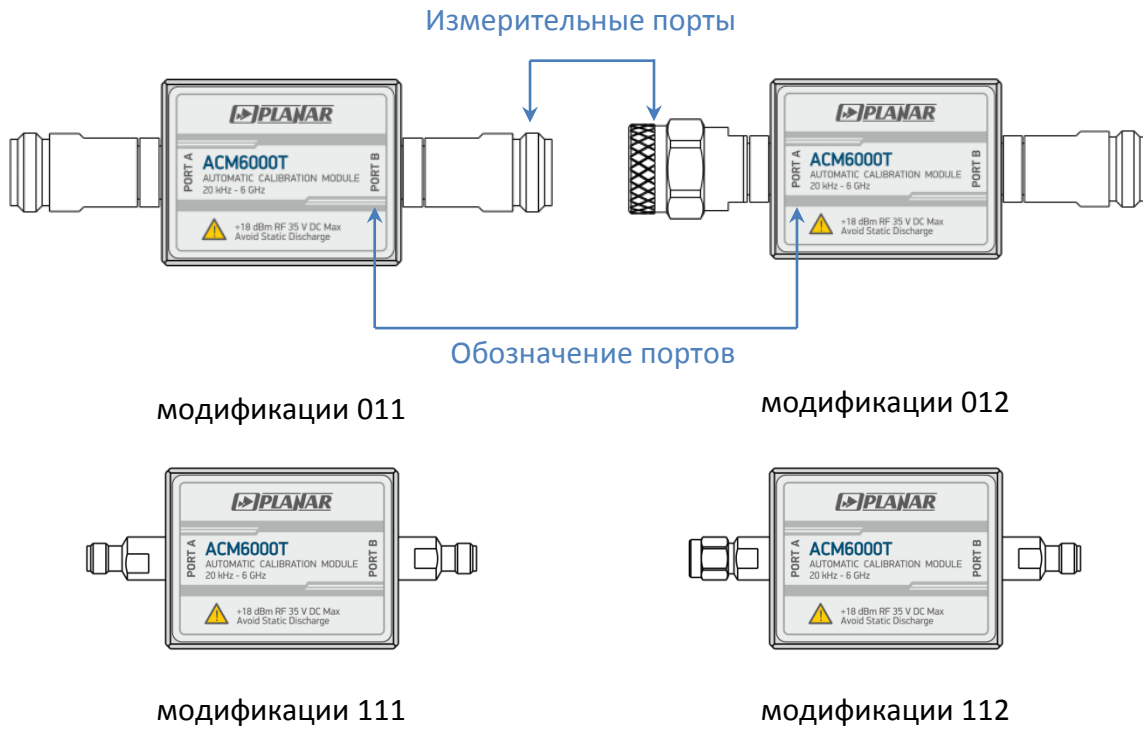 Измерительные порты
PLANAR
PORT A
ACM6000T
AUTOMATIC CALIBRATION MODULE
20 kHz - 6 GHz
PORT B
+18 dBm RF 35 V DC Max
Avoid Static Discharge
PLANAR
PORT A
ACM6000T
AUTOMATIC CALIBRATION MODULE
20 kHz - 6 GHz
PORT B
+18 dBm RF 35 V DC Max
Avoid Static Discharge
Обозначение портов
модификации 011
модификации 012
PLANAR
PORT A
ACM6000T
AUTOMATIC CALIBRATION MODULE
20 kHz - 6 GHz
PORT B
+18 dBm RF 35 V DC Max
Avoid Static Discharge
PLANAR
PORT A
ACM6000T
AUTOMATIC CALIBRATION MODULE
20 kHz - 6 GHz
PORT B
+18 dBm RF 35 V DC Max
Avoid Static Discharge
модификации 111
модификации 112